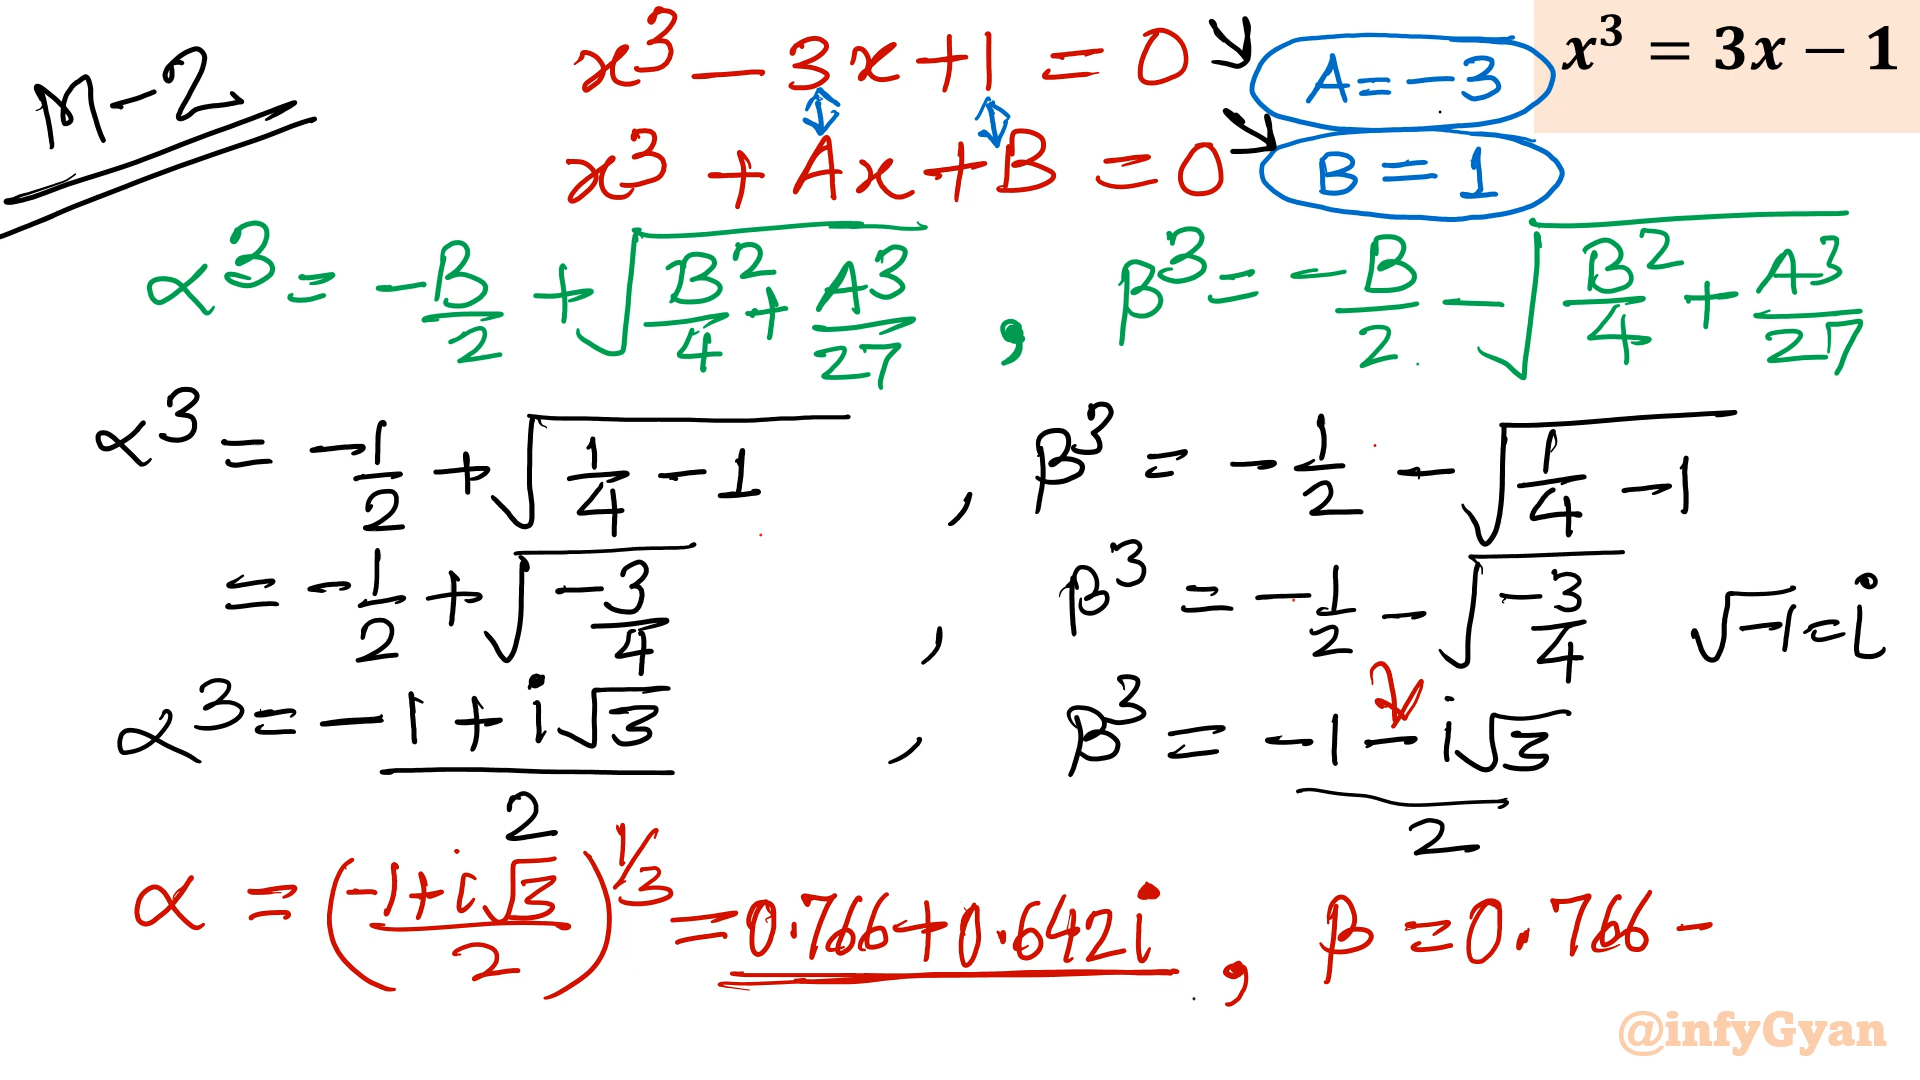 M-2
x³ - 3x + 1 = 0
A = -3
x³ = 3x - 1
x³ + Ax + B = 0
B = 1
α³ = -B/2 + √(B²/4 + A³/27) , β³ = -B/2 - √(B²/4 + A³/27)
α³ = -1/2 + √(1/4 - 1) , β³ = -1/2 - √(1/4 - 1)
= -1/2 + √(-3/4) , β³ = -1/2 - √(-3/4) √-1 = i
α³ = (-1 + i√3)/2 , β³ = (-1 - i√3)/2
α = ((-1 + i√3)/2)^(1/3) = 0.766 + 0.642i , β = 0.766 -
@infyGyan